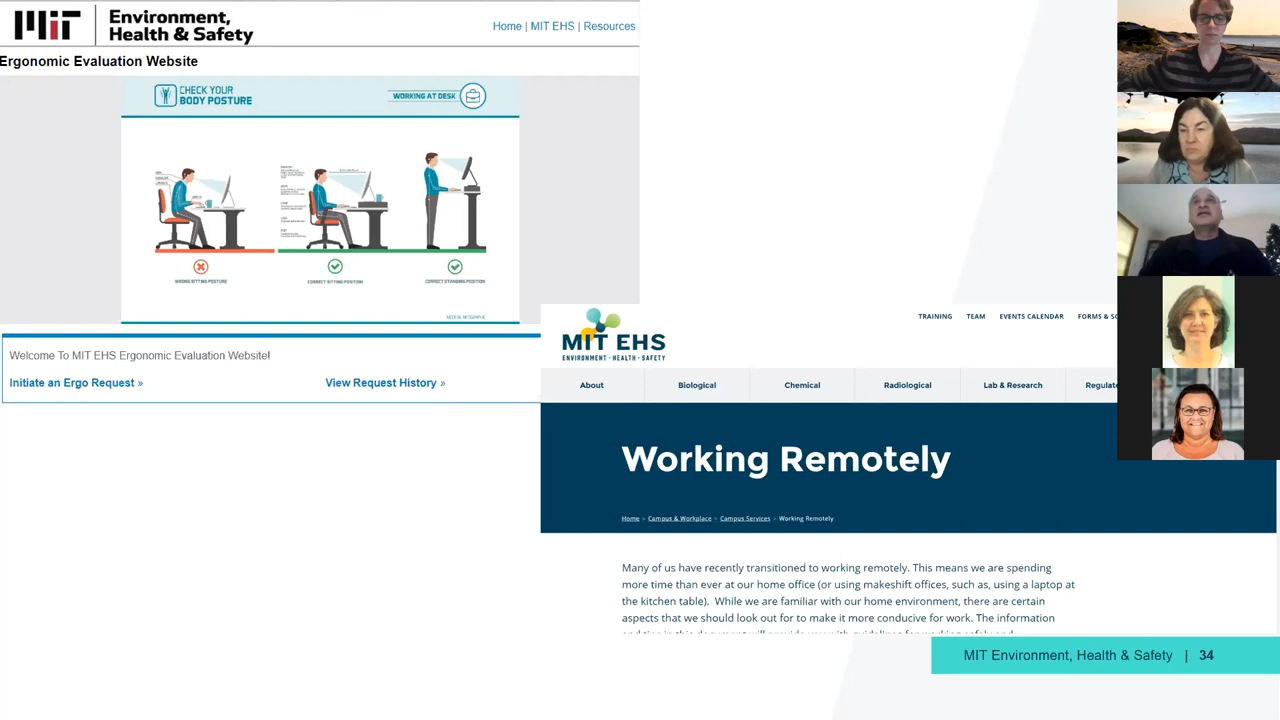 MIT
Environment,
Health & Safety
Home | MIT EHS | Resources
Ergonomic Evaluation Website
CHECK YOUR
BODY POSTURE
WORKING AT DESK
WRONG SITTING POSTURE
CORRECT SITTING POSITION
CORRECT STANDING POSITION
MEDICAL INFOGRAPHIC
Welcome To MIT EHS Ergonomic Evaluation Website!
Initiate an Ergo Request »
View Request History »
MIT EHS
ENVIRONMENT · HEALTH · SAFETY
TRAINING TEAM EVENTS CALENDAR FORMS & SC
About Biological Chemical Radiological Lab & Research Regulate
Working Remotely
Home » Campus & Workplace » Campus Services » Working Remotely
Many of us have recently transitioned to working remotely. This means we are spending
more time than ever at our home office (or using makeshift offices, such as, using a laptop at
the kitchen table). While we are familiar with our home environment, there are certain
aspects that we should look out for to make it more conducive for work. The information
MIT Environment, Health & Safety | 34